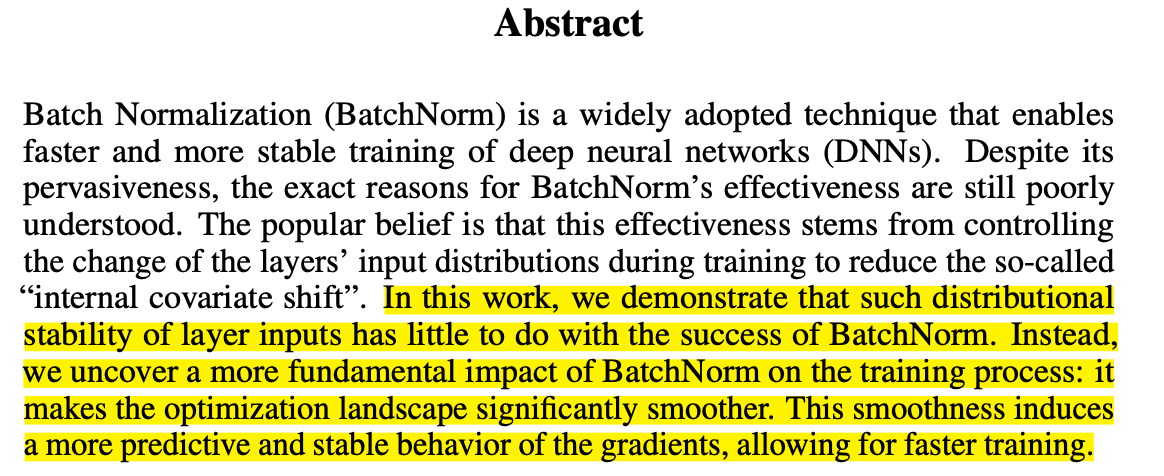 Abstract
Batch Normalization (BatchNorm) is a widely adopted technique that enables
faster and more stable training of deep neural networks (DNNs). Despite its
pervasiveness, the exact reasons for BatchNorm’s effectiveness are still poorly
understood. The popular belief is that this effectiveness stems from controlling
the change of the layers’ input distributions during training to reduce the so-called
“internal covariate shift”. In this work, we demonstrate that such distributional
stability of layer inputs has little to do with the success of BatchNorm. Instead,
we uncover a more fundamental impact of BatchNorm on the training process: it
makes the optimization landscape significantly smoother. This smoothness induces
a more predictive and stable behavior of the gradients, allowing for faster training.